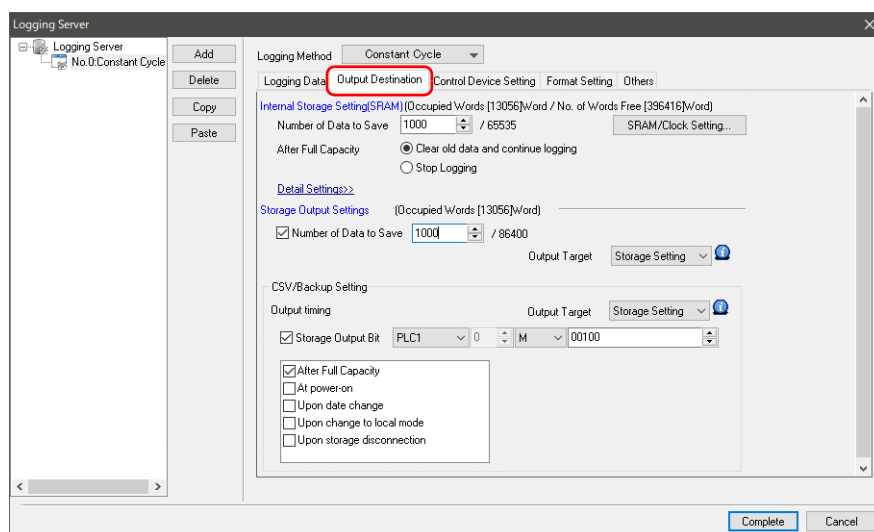 Logging Server
Logging Server
No.0:Constant Cycle
Add
Delete
Copy
Paste
Logging Method Constant Cycle
Logging Data Output Destination Control Device Setting Format Setting Others
Internal Storage Setting(SRAM)(Occupied Words [13056]Word / No. of Words Free [396416]Word)
Number of Data to Save 1000 / 65535 SRAM/Clock Setting...
After Full Capacity Clear old data and continue logging
Stop Logging
Detail Settings>>
Storage Output Settings (Occupied Words [13056]Word)
Number of Data to Save 1000 / 86400
Output Target Storage Setting
CSV/Backup Setting
Output timing Output Target Storage Setting
Storage Output Bit PLC1 0 M 00100
After Full Capacity
At power-on
Upon date change
Upon change to local mode
Upon storage disconnection
Complete Cancel